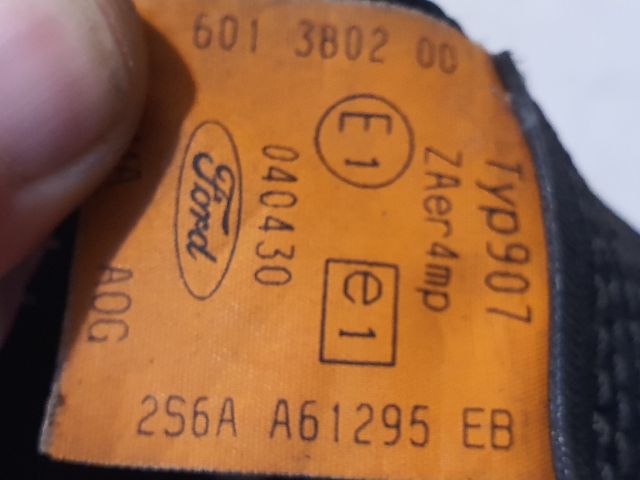 601 3802 00
E1
Typ907
ZAer4mp
040430
Ford
e1
AOG
2S6A A61295 EB